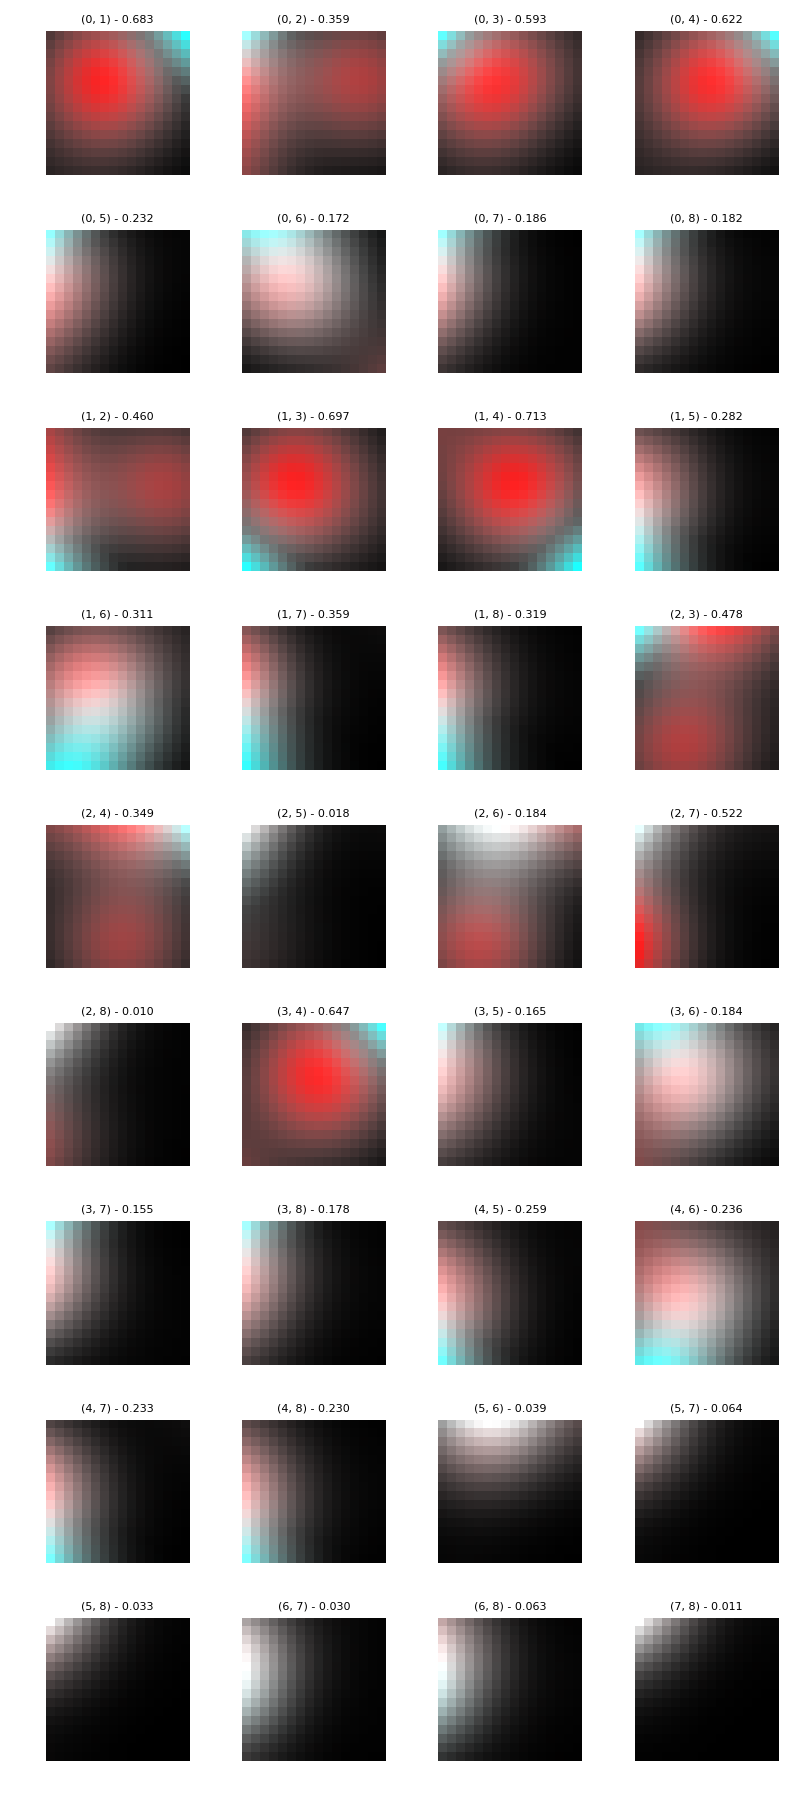 (0, 1) - 0.683 (0, 2) - 0.359 (0, 3) - 0.593 (0, 4) - 0.622
(0, 5) - 0.232 (0, 6) - 0.172 (0, 7) - 0.186 (0, 8) - 0.182
(1, 2) - 0.460 (1, 3) - 0.697 (1, 4) - 0.713 (1, 5) - 0.282
(1, 6) - 0.311 (1, 7) - 0.359 (1, 8) - 0.319 (2, 3) - 0.478
(2, 4) - 0.349 (2, 5) - 0.018 (2, 6) - 0.184 (2, 7) - 0.522
(2, 8) - 0.010 (3, 4) - 0.647 (3, 5) - 0.165 (3, 6) - 0.184
(3, 7) - 0.155 (3, 8) - 0.178 (4, 5) - 0.259 (4, 6) - 0.236
(4, 7) - 0.233 (4, 8) - 0.230 (5, 6) - 0.039 (5, 7) - 0.064
(5, 8) - 0.033 (6, 7) - 0.030 (6, 8) - 0.063 (7, 8) - 0.011